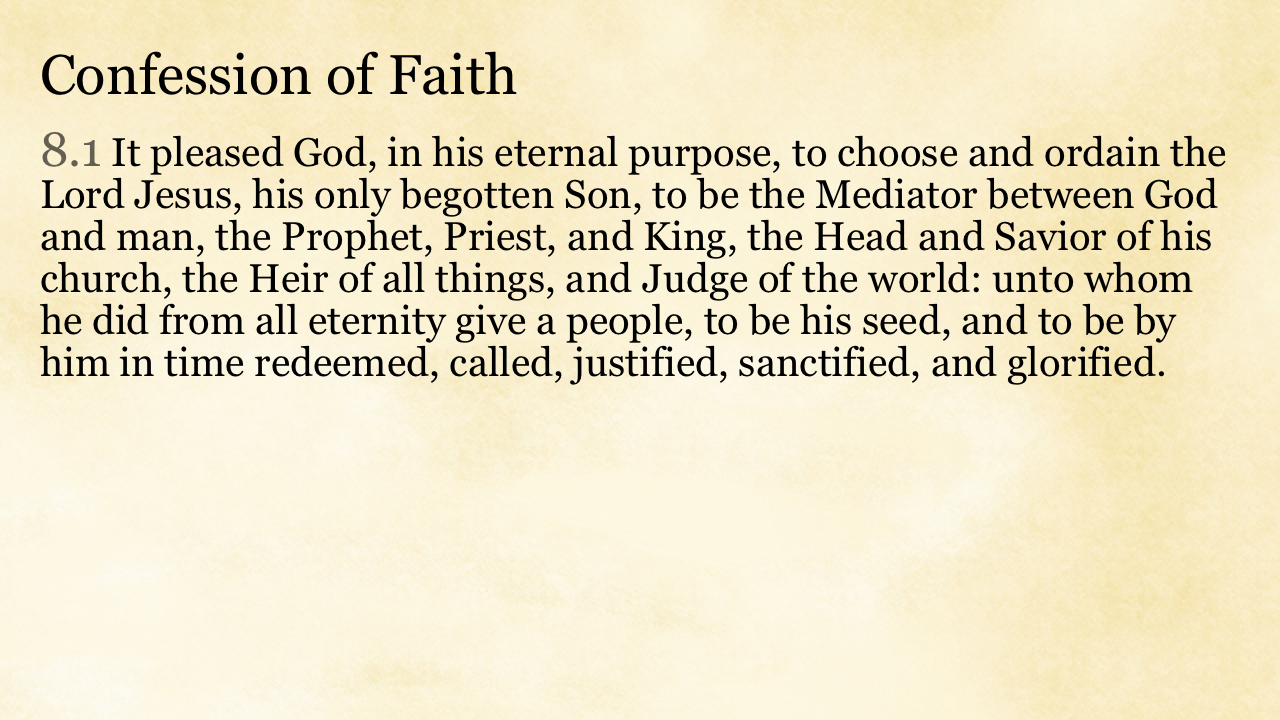 Confession of Faith
8.1 It pleased God, in his eternal purpose, to choose and ordain the
Lord Jesus, his only begotten Son, to be the Mediator between God
and man, the Prophet, Priest, and King, the Head and Savior of his
church, the Heir of all things, and Judge of the world: unto whom
he did from all eternity give a people, to be his seed, and to be by
him in time redeemed, called, justified, sanctified, and glorified.